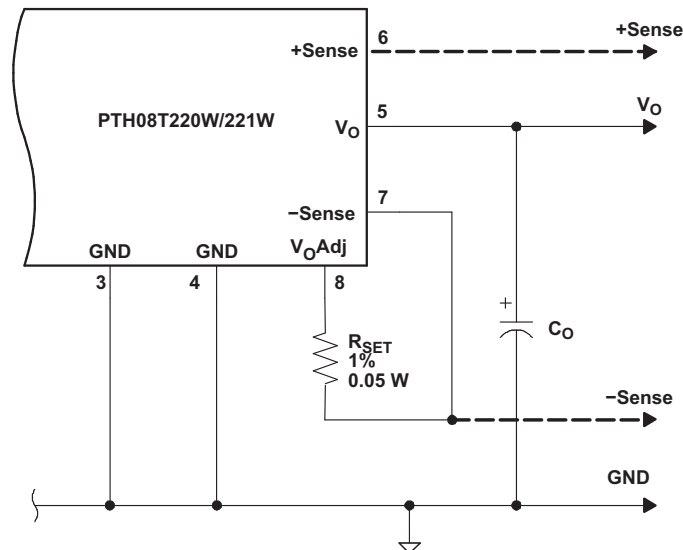 6
+Sense
+Sense
PTH08T220W/221W
5
VO
VO
7
−Sense
GND
GND
VOAdj
3
4
8
+
CO
RSET
1%
0.05 W
−Sense
GND